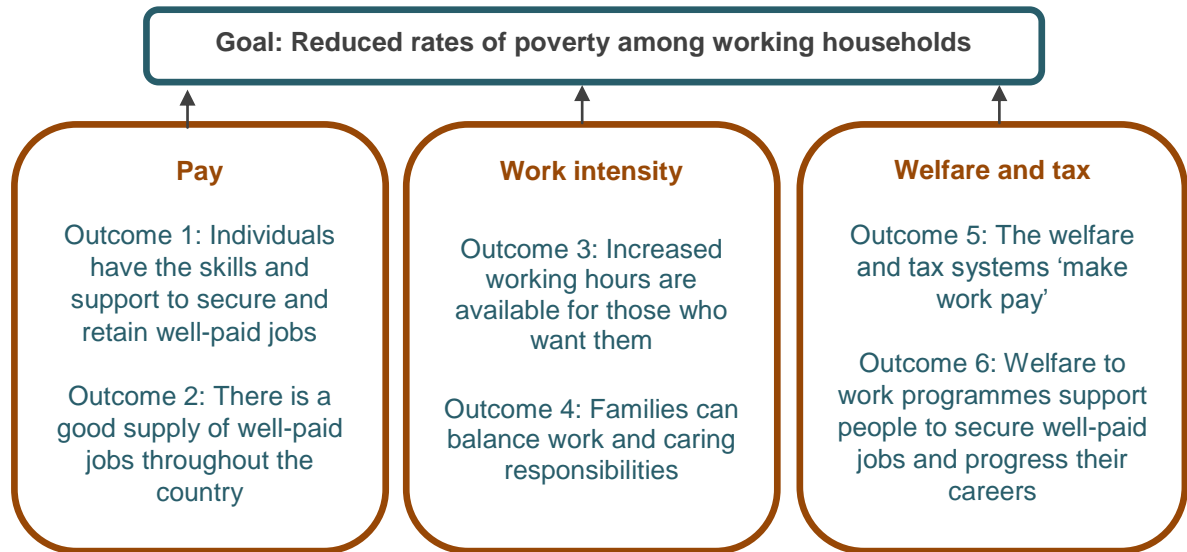 Goal: Reduced rates of poverty among working households
Pay
Outcome 1: Individuals
have the skills and
support to secure and
retain well-paid jobs
Outcome 2: There is a
good supply of well-paid
jobs throughout the
country
Work intensity
Outcome 3: Increased
working hours are
available for those who
want them
Outcome 4: Families can
balance work and caring
responsibilities
Welfare and tax
Outcome 5: The welfare
and tax systems ‘make
work pay’
Outcome 6: Welfare to
work programmes support
people to secure well-paid
jobs and progress their
careers